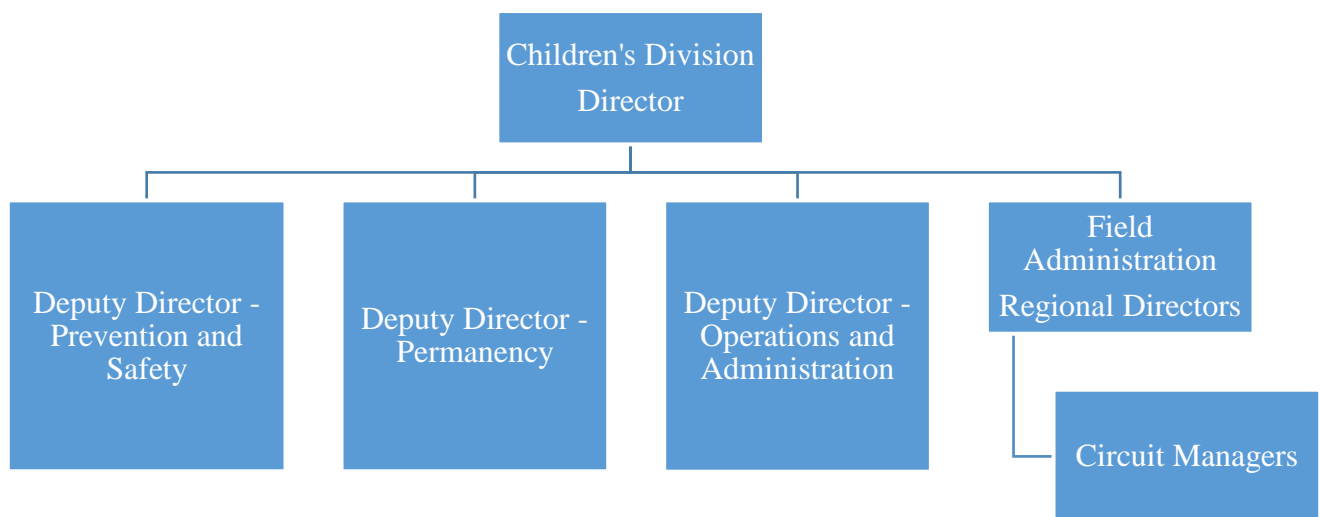 Children's Division
Director
Deputy Director -
Prevention and
Safety
Deputy Director -
Permanency
Deputy Director -
Operations and
Administration
Field
Administration
Regional Directors
Circuit Managers